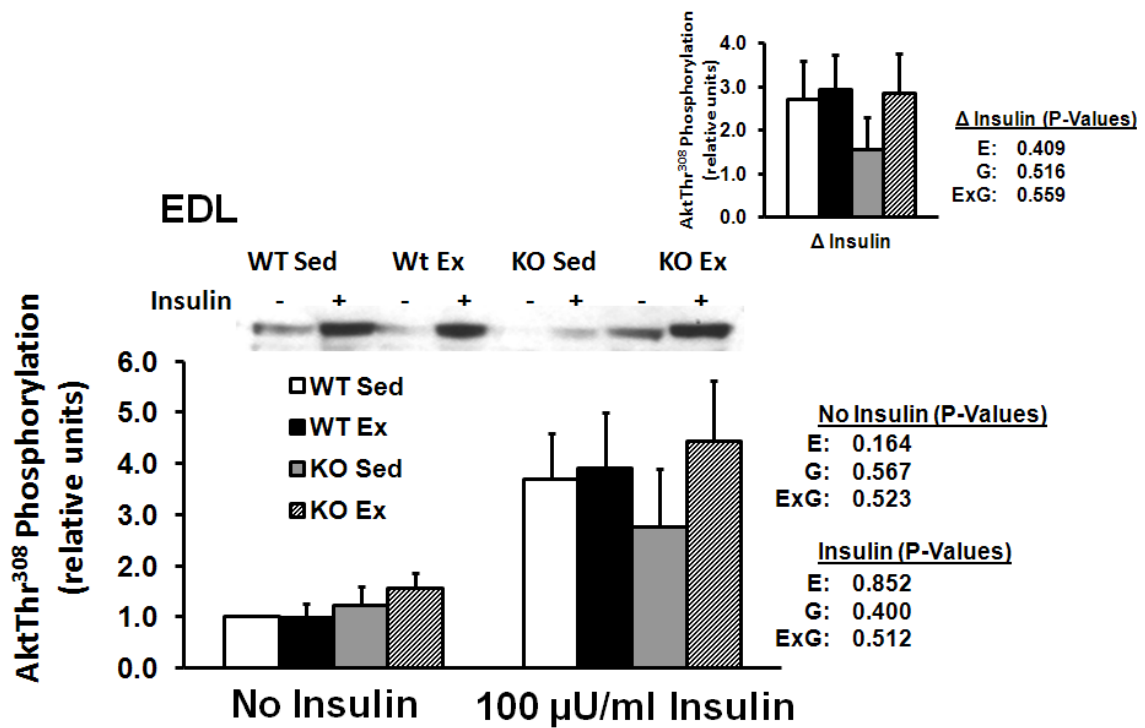 AktThr308 Phosphorylation
(relative units)
4.0
3.0
2.0
1.0
0.0
Δ Insulin
Δ Insulin (P-Values)
E: 0.409
G: 0.516
ExG: 0.559
EDL
WT Sed Wt Ex KO Sed KO Ex
Insulin - + - + - + - +
AktThr308 Phosphorylation
(relative units)
6.0
5.0
4.0
3.0
2.0
1.0
0.0
WT Sed
WT Ex
KO Sed
KO Ex
No Insulin 100 µU/ml Insulin
No Insulin (P-Values)
E: 0.164
G: 0.567
ExG: 0.523
Insulin (P-Values)
E: 0.852
G: 0.400
ExG: 0.512